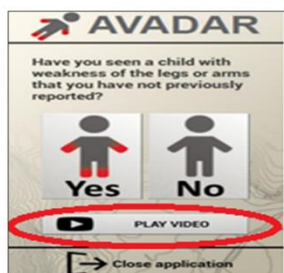 AVADAR
Have you seen a child with
weakness of the legs or arms
that you have not previously
reported?
Yes No
PLAY VIDEO
Close application